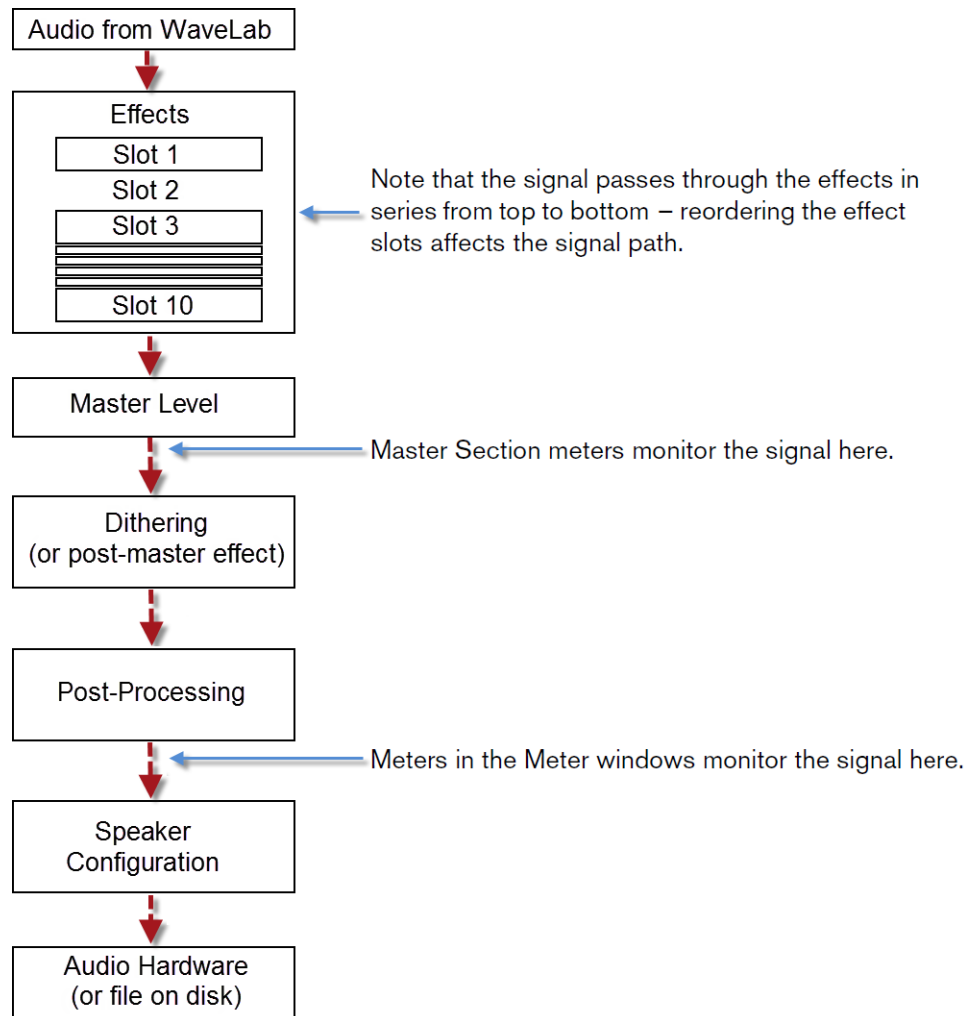 Audio from WaveLab
Effects
Slot 1
Slot 2
Slot 3
Slot 10
Note that the signal passes through the effects in
series from top to bottom – reordering the effect
slots affects the signal path.
Master Level
Master Section meters monitor the signal here.
Dithering
(or post-master effect)
Post-Processing
Meters in the Meter windows monitor the signal here.
Speaker
Configuration
Audio Hardware
(or file on disk)